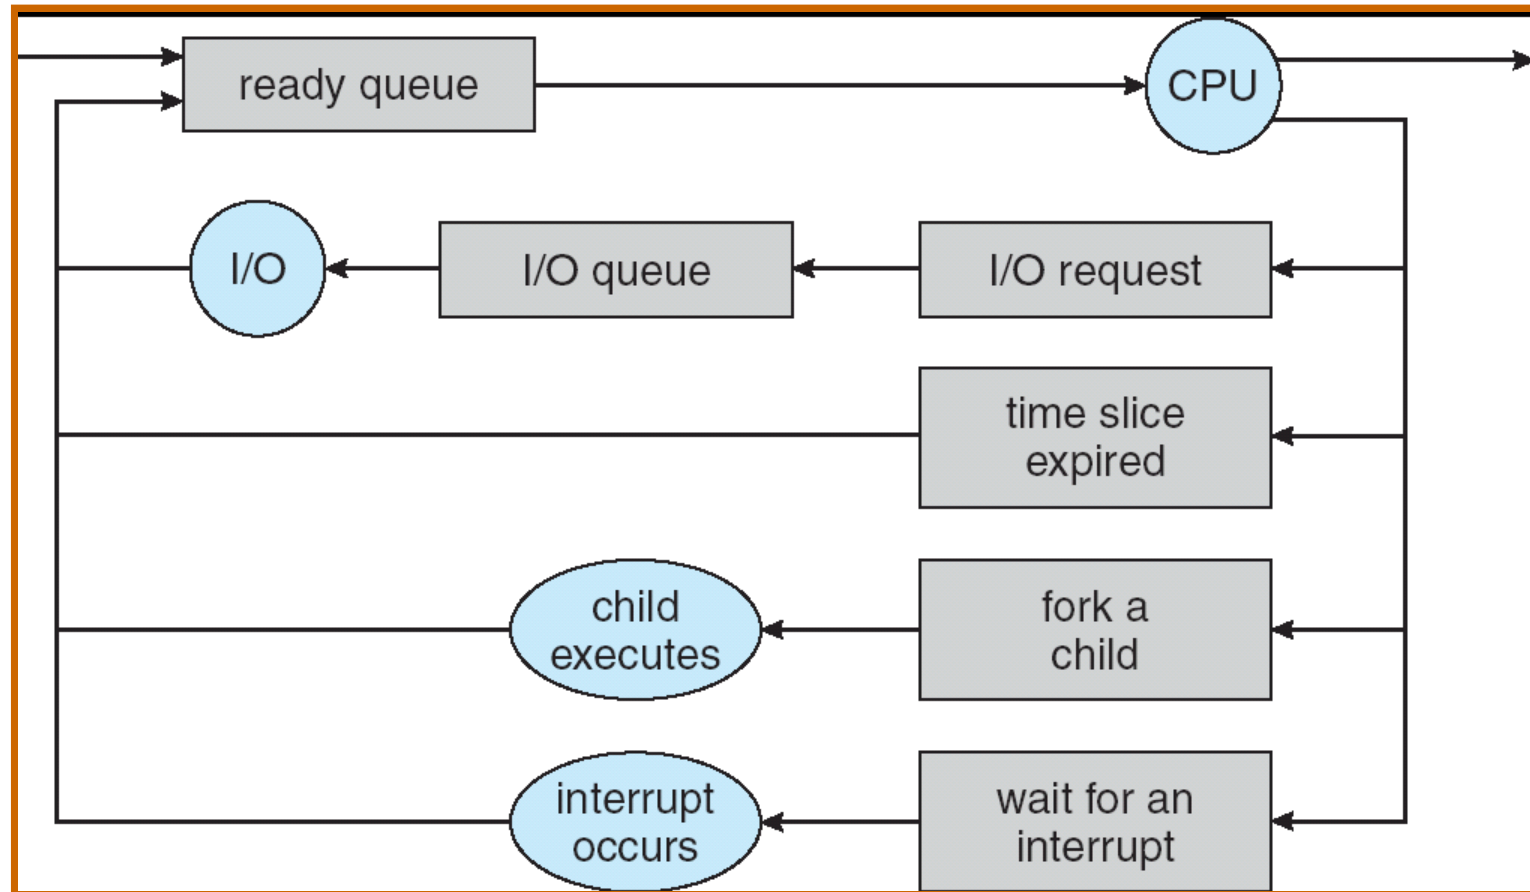 ready queue
CPU
I/O
I/O queue
I/O request
time slice
expired
child
executes
fork a
child
interrupt
occurs
wait for an
interrupt